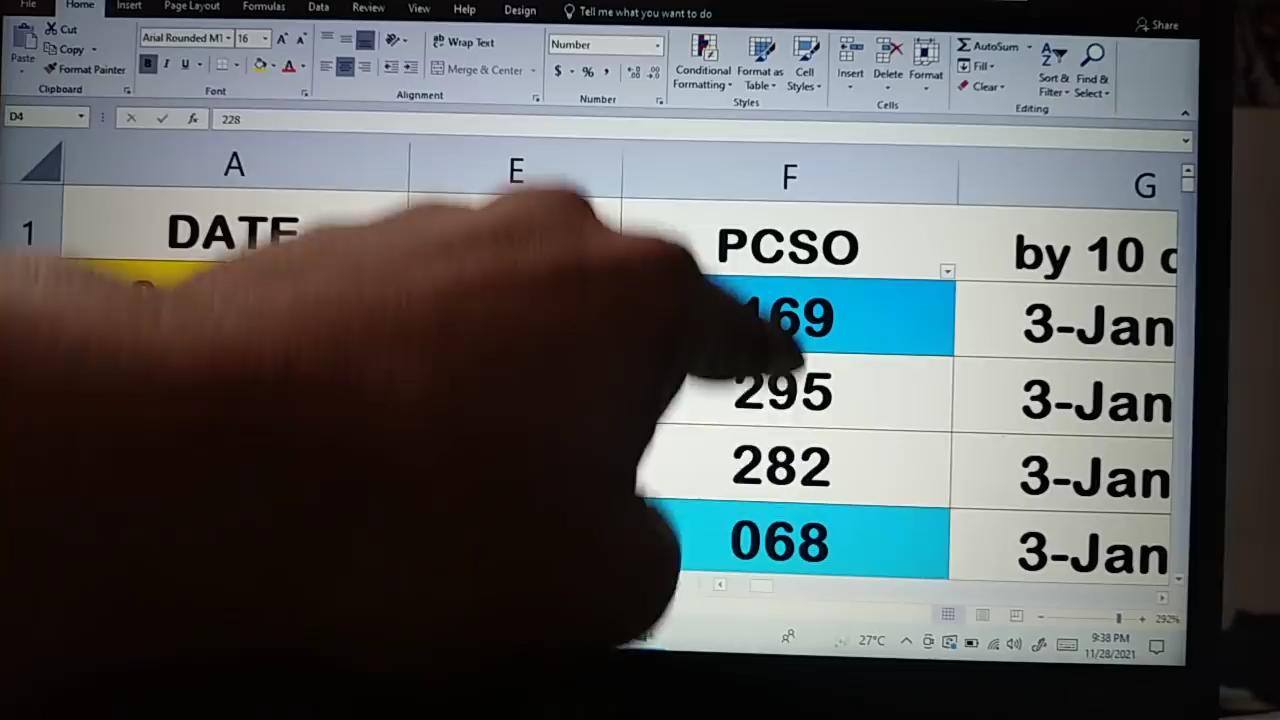 File Home Insert Page Layout Formulas Data Review View Help Design Tell me what you want to do Share
Paste Cut Copy Format Painter Clipboard
Arial Rounded MT 16 A A B I U A Font
Wrap Text Merge & Center Alignment
Number $ % , Number
Conditional Formatting Format as Table Cell Styles Styles
Insert Delete Format Cells
AutoSum Fill Clear Sort & Filter Find & Select Editing
D4 fx 228
A E F G
1 DATE PCSO by 10
169 3-Jan
295 3-Jan
282 3-Jan
068 3-Jan
292%
27°C 9:38 PM
11/28/2021